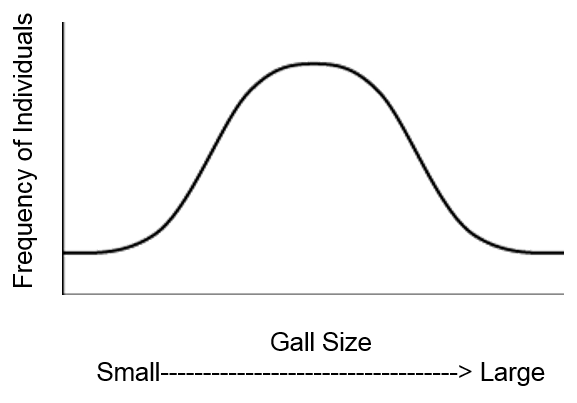 Frequency of Individuals
Gall Size
Small-----------------------------------> Large